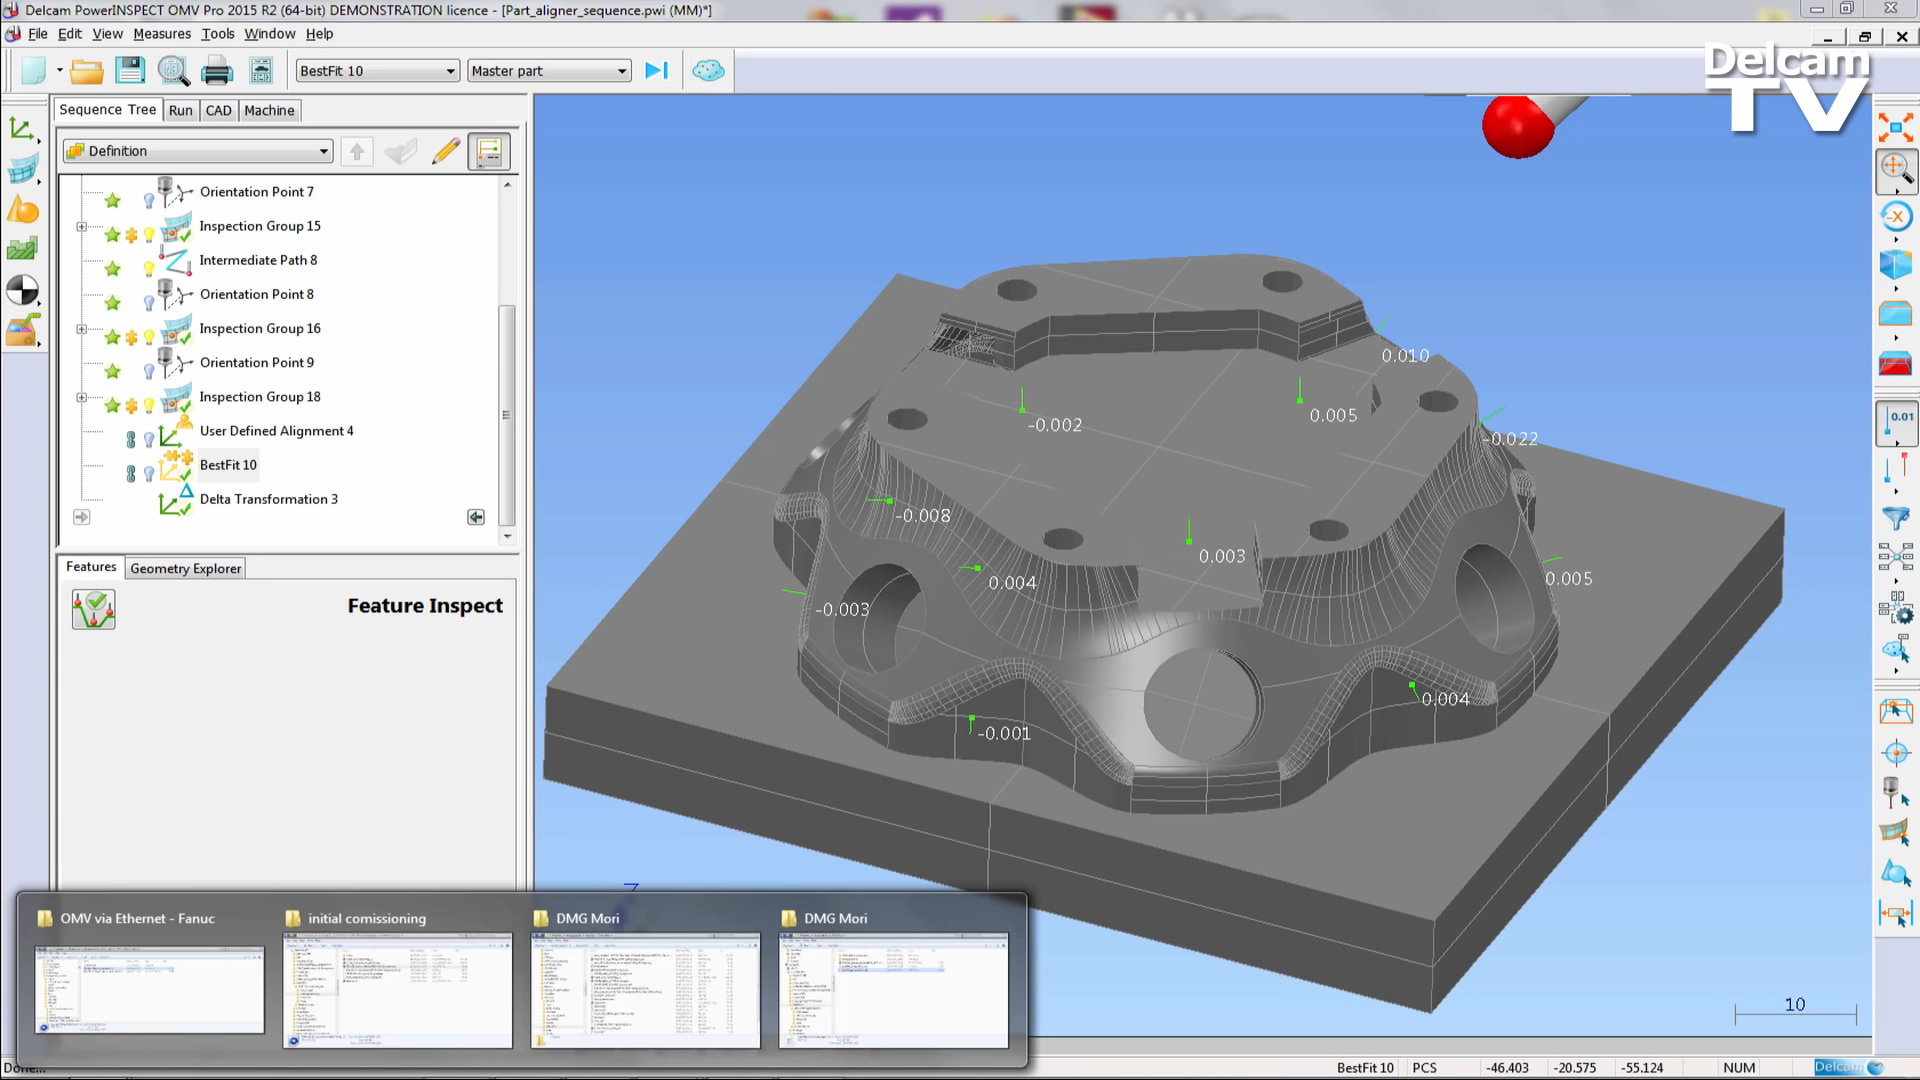 Delcam PowerINSPECT OMV Pro 2015 R2 (64-bit) DEMONSTRATION licence - [Part_aligner_sequence.pwi (MM)*]
File Edit View Measures Tools Window Help
BestFit 10
Master part
Delcam
TV
Sequence Tree
Run
CAD
Machine
Definition
Orientation Point 7
Inspection Group 15
Intermediate Path 8
Orientation Point 8
Inspection Group 16
Orientation Point 9
Inspection Group 18
User Defined Alignment 4
BestFit 10
Delta Transformation 3
Features
Geometry Explorer
Feature Inspect
0.010
-0.002
0.005
-0.022
-0.008
0.003
0.004
0.005
-0.003
0.004
-0.001
-X
0.01
Z
10
OMV via Ethernet - Fanuc
initial comissioning
DMG Mori
DMG Mori
Done...
BestFit 10
PCS
-46.403
-20.575
-55.124
NUM
Delcam